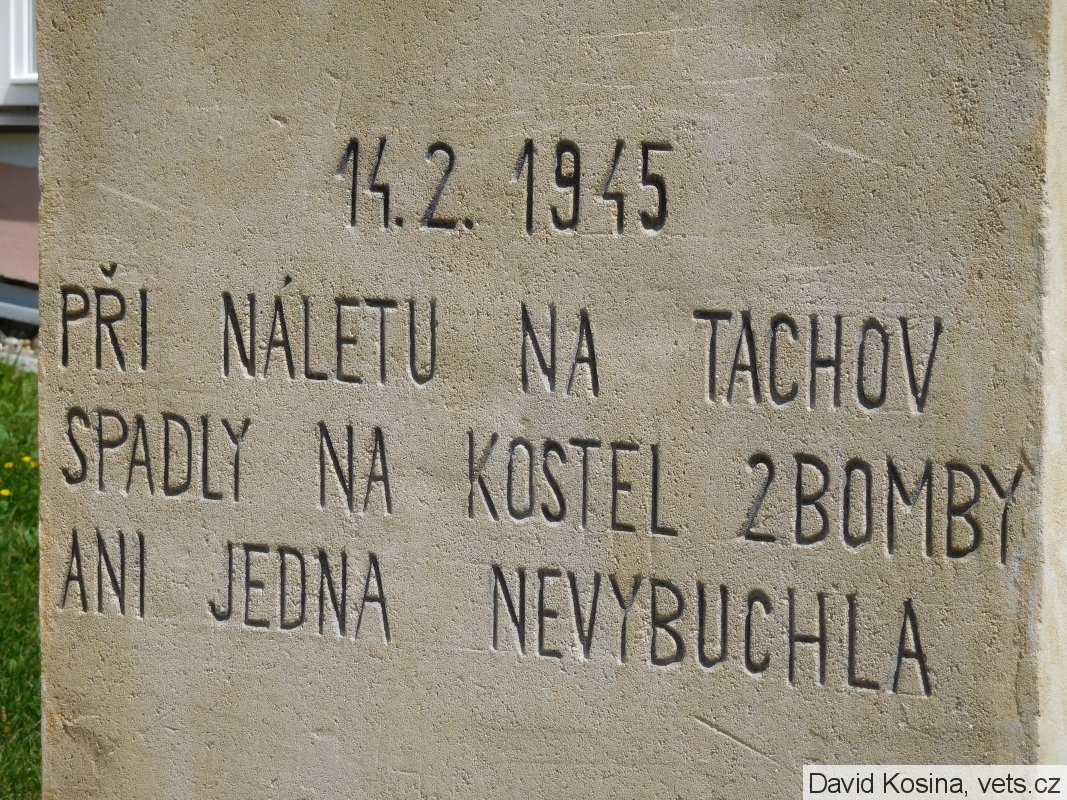 14. 2. 1945
PŘI NÁLETU NA TACHOV
SPADLY NA KOSTEL 2BOMBY
ANI JEDNA NEVYBUCHLA
David Kosina, vets.cz